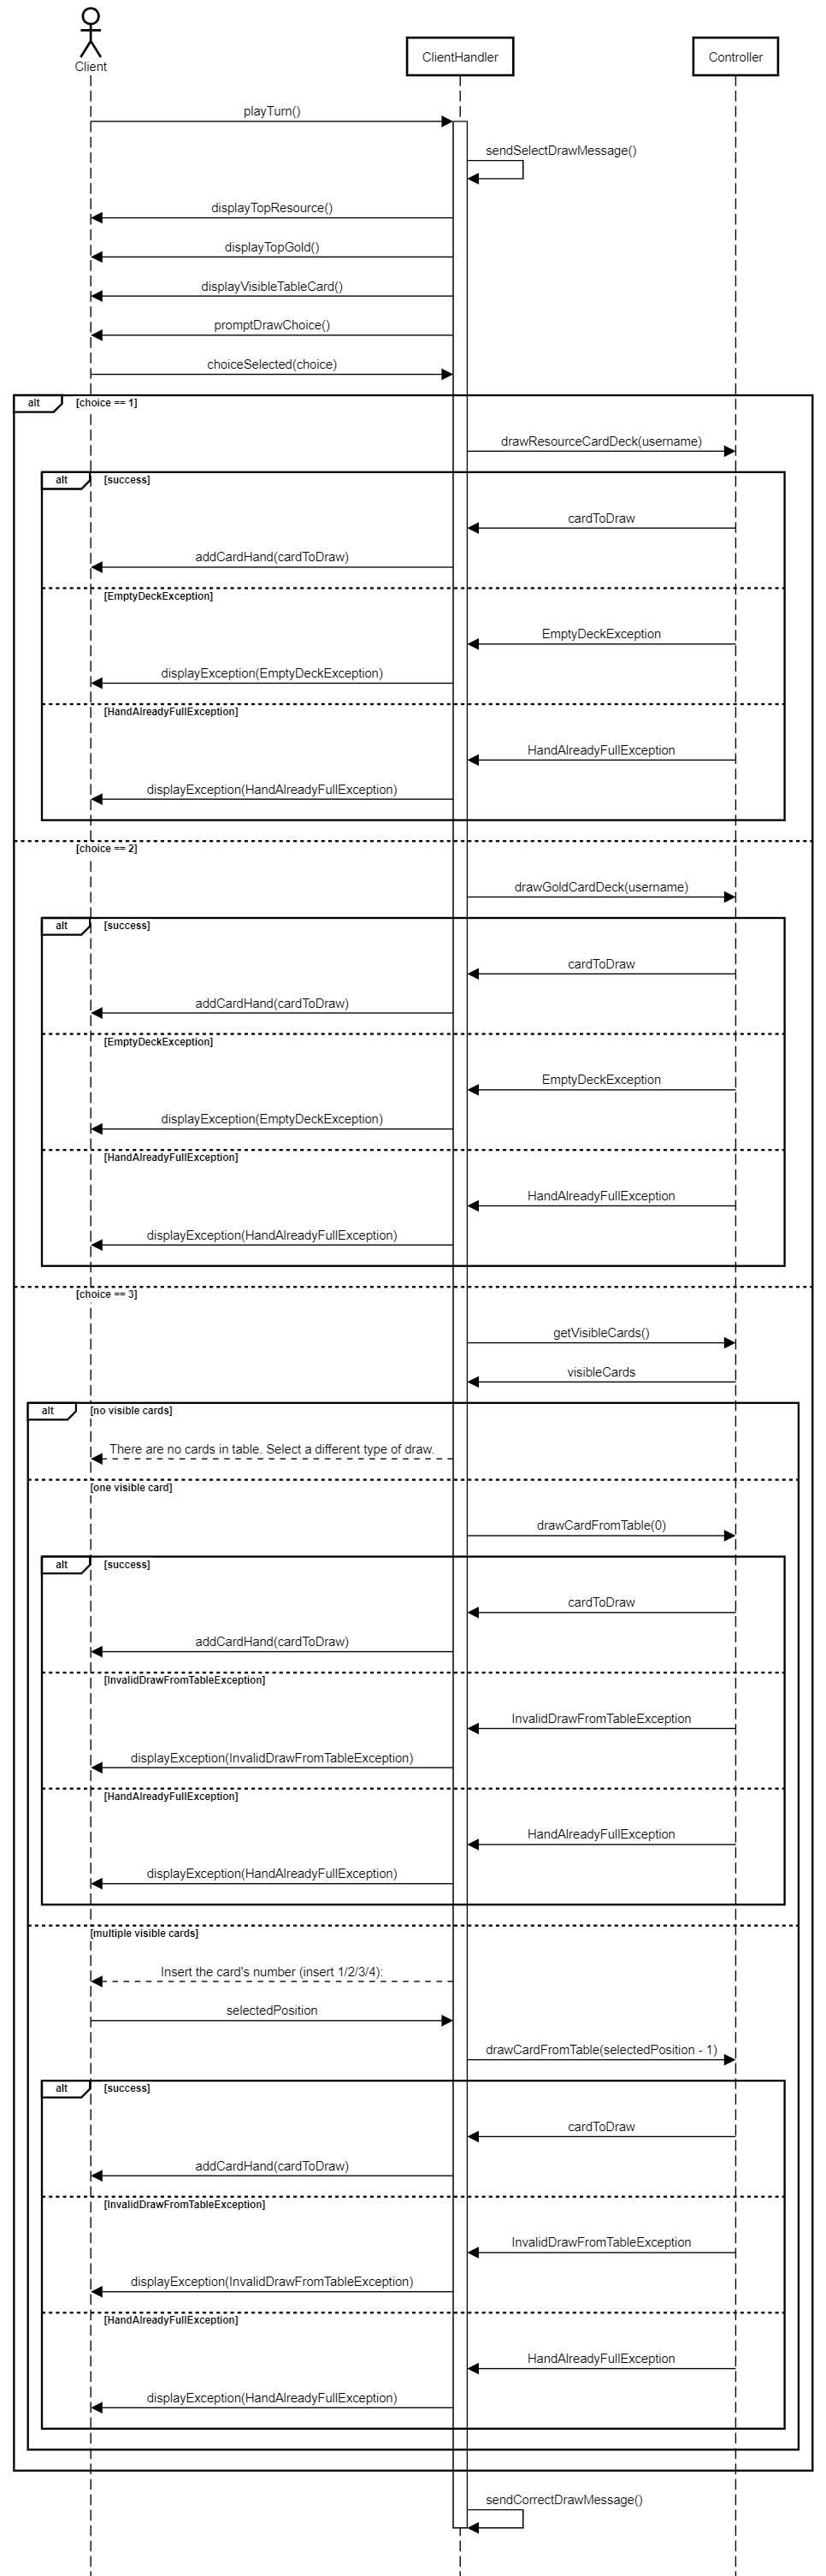 Client
ClientHandler
Controller
playTurn()
sendSelectDrawMessage()
displayTopResource()
displayTopGold()
displayVisibleTableCard()
promptDrawChoice()
choiceSelected(choice)
alt
[choice == 1]
drawResourceCardDeck(username)
alt
[success]
cardToDraw
addCardHand(cardToDraw)
[EmptyDeckException]
EmptyDeckException
displayException(EmptyDeckException)
[HandAlreadyFullException]
HandAlreadyFullException
displayException(HandAlreadyFullException)
[choice == 2]
drawGoldCardDeck(username)
alt
[success]
cardToDraw
addCardHand(cardToDraw)
[EmptyDeckException]
EmptyDeckException
displayException(EmptyDeckException)
[HandAlreadyFullException]
HandAlreadyFullException
displayException(HandAlreadyFullException)
[choice == 3]
getVisibleCards()
visibleCards
alt
[no visible cards]
There are no cards in table. Select a different type of draw.
[one visible card]
drawCardFromTable(0)
alt
[success]
cardToDraw
addCardHand(cardToDraw)
[InvalidDrawFromTableException]
InvalidDrawFromTableException
displayException(InvalidDrawFromTableException)
[HandAlreadyFullException]
HandAlreadyFullException
displayException(HandAlreadyFullException)
[multiple visible cards]
Insert the card's number (insert 1/2/3/4):
selectedPosition
drawCardFromTable(selectedPosition - 1)
alt
[success]
cardToDraw
addCardHand(cardToDraw)
[InvalidDrawFromTableException]
InvalidDrawFromTableException
displayException(InvalidDrawFromTableException)
[HandAlreadyFullException]
HandAlreadyFullException
displayException(HandAlreadyFullException)
sendCorrectDrawMessage()